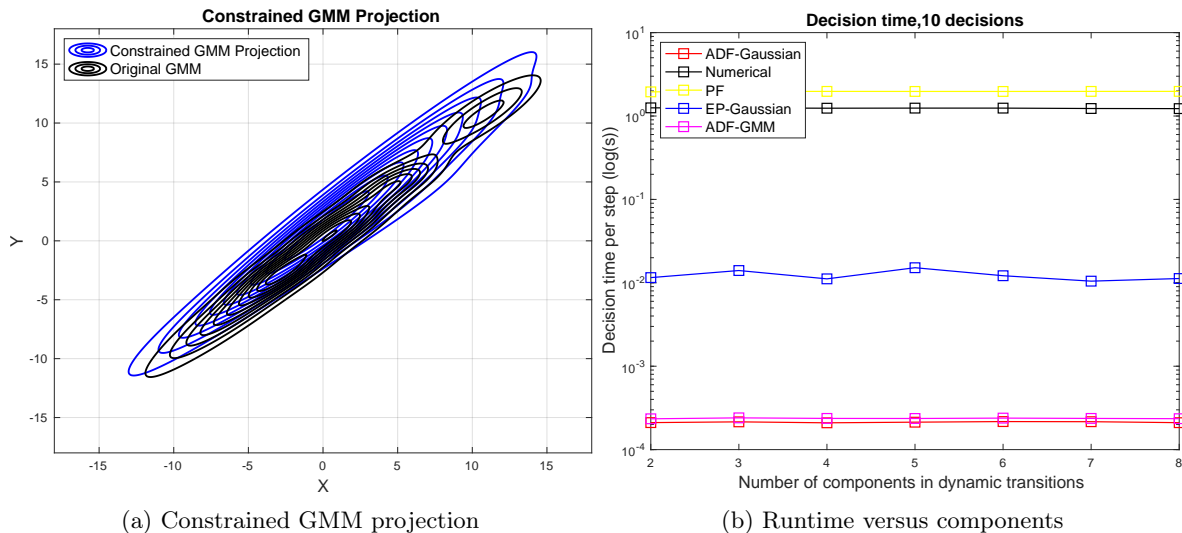 Constrained GMM Projection
Constrained GMM Projection
Original GMM
15
10
5
0
-5
-10
-15
Y
-15
-10
-5
0
5
10
15
X
(a) Constrained GMM projection
Decision time,10 decisions
ADF-Gaussian
Numerical
PF
EP-Gaussian
ADF-GMM
10^1
10^0
10^-1
10^-2
10^-3
10^-4
Decision time per step (log(s))
2
3
4
5
6
7
8
Number of components in dynamic transitions
(b) Runtime versus components